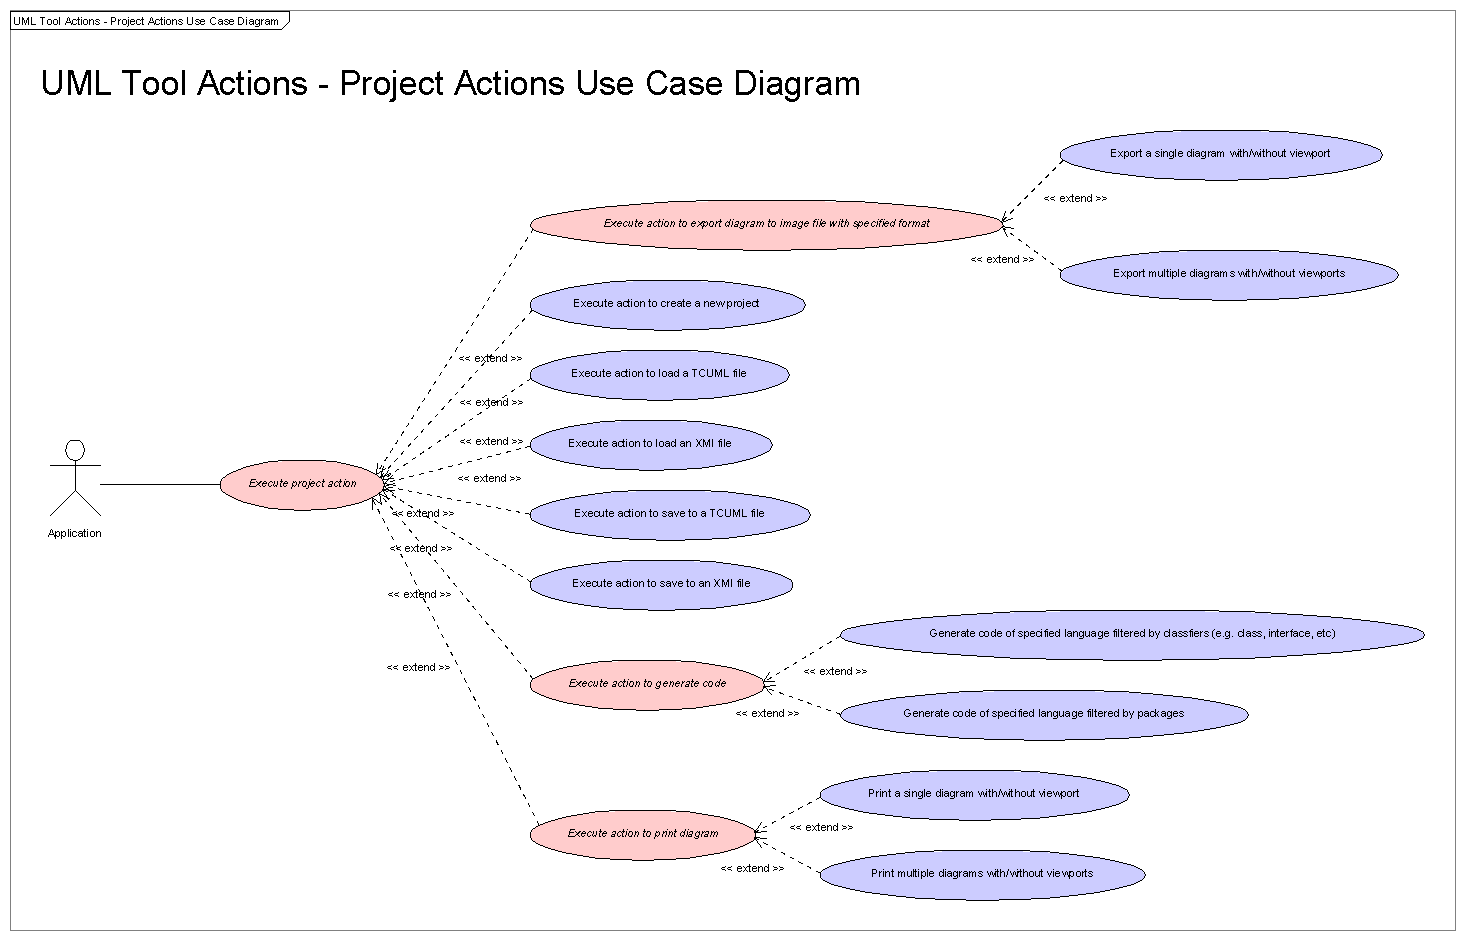 UML Tool Actions - Project Actions Use Case Diagram
UML Tool Actions - Project Actions Use Case Diagram
Export a single diagram with/without viewport
<< extend >>
Execute action to export diagram to image file with specified format
<< extend >>
Export multiple diagrams with/without viewports
Execute action to create a new project
<< extend >>
Execute action to load a TCUML file
<< extend >>
<< extend >>
Execute action to load an XMI file
<< extend >>
Execute project action
Application
<< extend >>
Execute action to save to a TCUML file
<< extend >>
Execute action to save to an XMI file
<< extend >>
Generate code of specified language filtered by classfiers (e.g. class, interface, etc)
<< extend >>
<< extend >>
Execute action to generate code
<< extend >>
Generate code of specified language filtered by packages
Print a single diagram with/without viewport
<< extend >>
Execute action to print diagram
<< extend >>
Print multiple diagrams with/without viewports